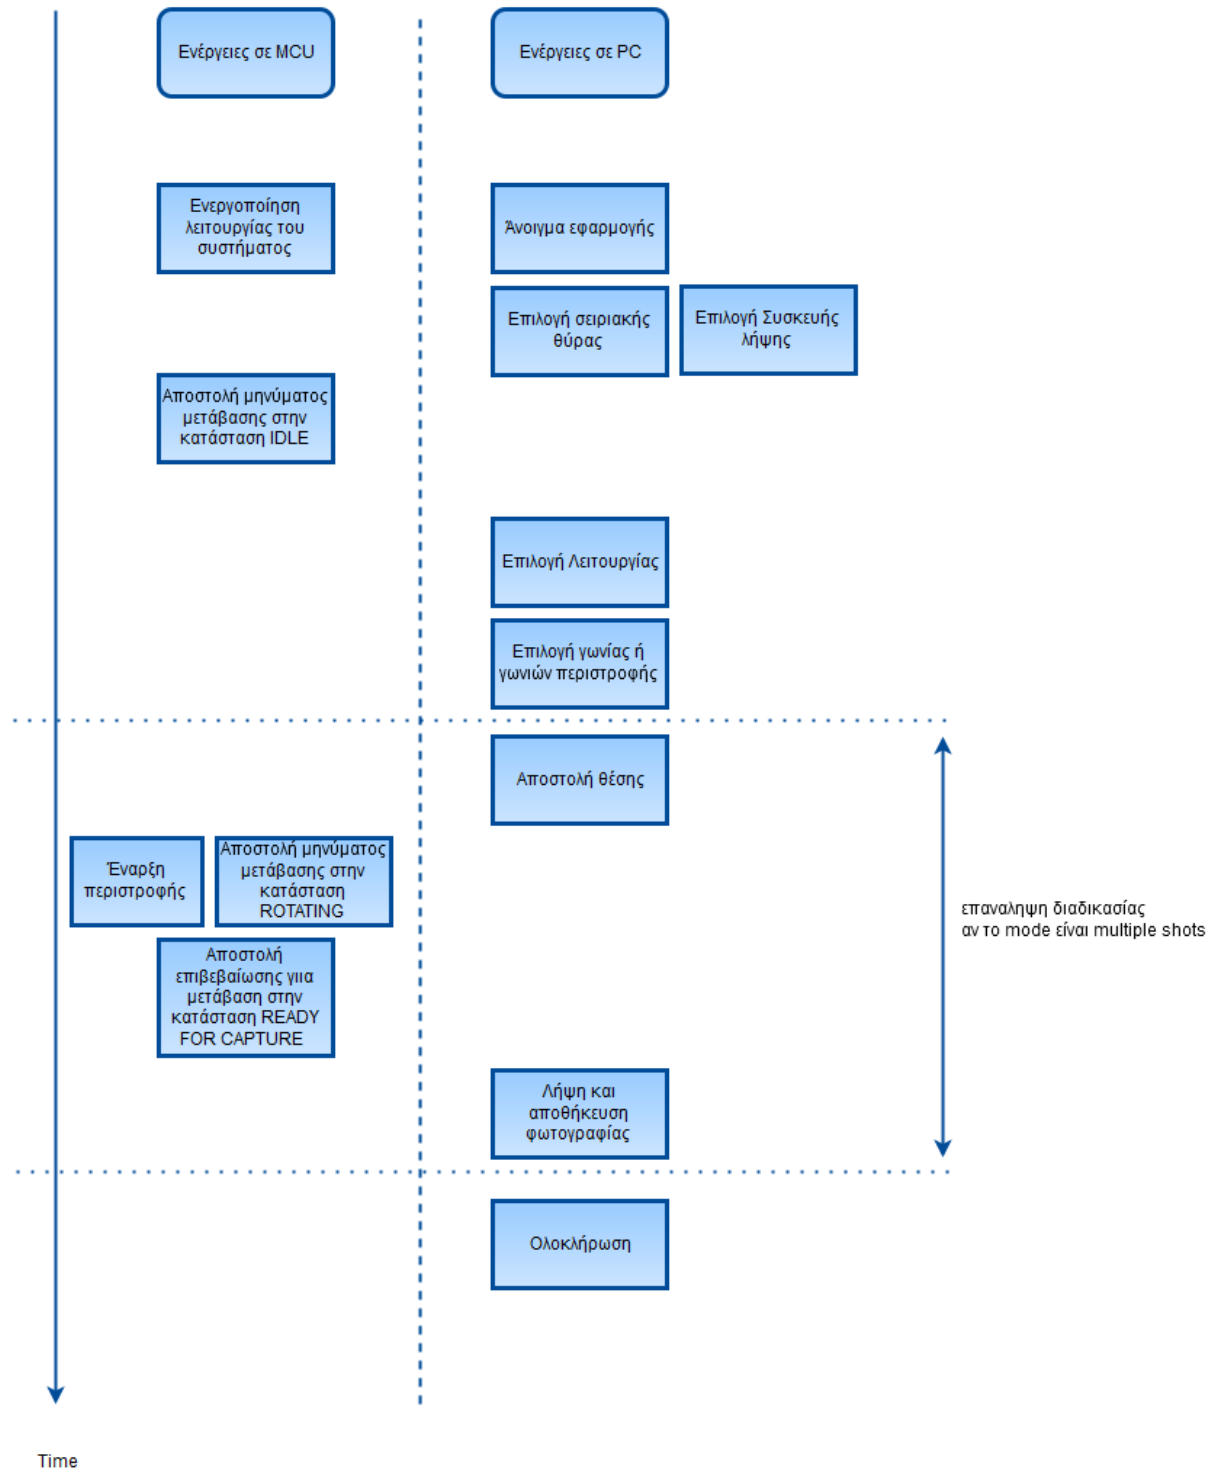 Ενέργειες σε MCU
Ενέργειες σε PC
Ενεργοποίηση
λειτουργίας του
συστήματος
Άνοιγμα εφαρμογής
Επιλογή σειριακής
θύρας
Επιλογή Συσκευής
λήψης
Αποστολή μηνύματος
μετάβασης στην
κατάσταση IDLE
Επιλογή Λειτουργίας
Επιλογή γωνίας ή
γωνιών περιστροφής
Αποστολή θέσης
Έναρξη
περιστροφής
Αποστολή μηνύματος
μετάβασης στην
κατάσταση
ROTATING
επαναληψη διαδικασίας
αν το mode είναι multiple shots
Αποστολή
επιβεβαίωσης γιια
μετάβαση στην
κατάσταση READY
FOR CAPTURE
Λήψη και
αποθήκευση
φωτογραφίας
Ολοκλήρωση
Time